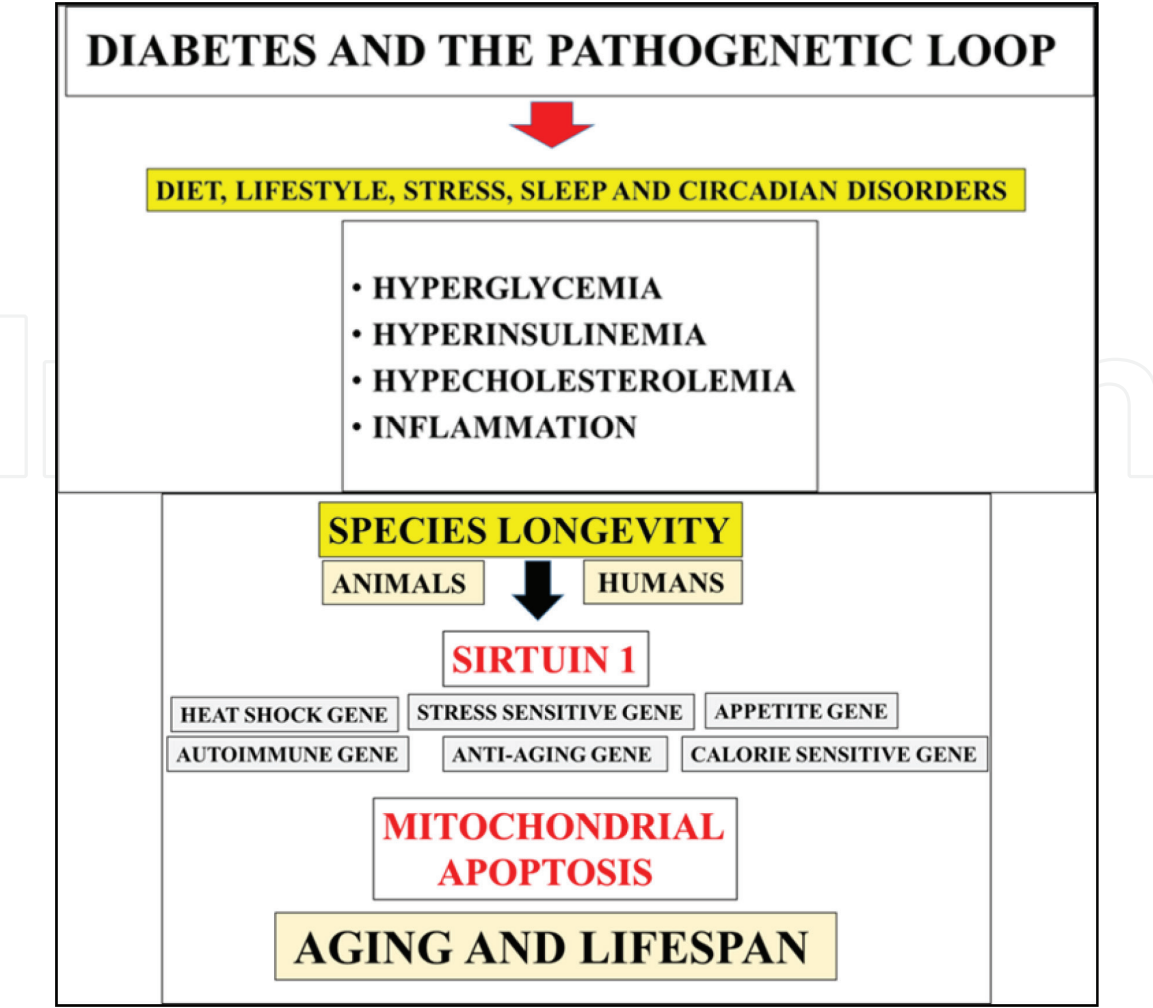 DIABETES AND THE PATHOGENETIC LOOP
DIET, LIFESTYLE, STRESS, SLEEP AND CIRCADIAN DISORDERS
• HYPERGLYCEMIA
• HYPERINSULINEMIA
• HYPECHOLESTEROLEMIA
• INFLAMMATION
SPECIES LONGEVITY
ANIMALS HUMANS
SIRTUIN 1
HEAT SHOCK GENE STRESS SENSITIVE GENE APPETITE GENE
AUTOIMMUNE GENE ANTI-AGING GENE CALORIE SENSITIVE GENE
MITOCHONDRIAL
APOPTOSIS
AGING AND LIFESPAN